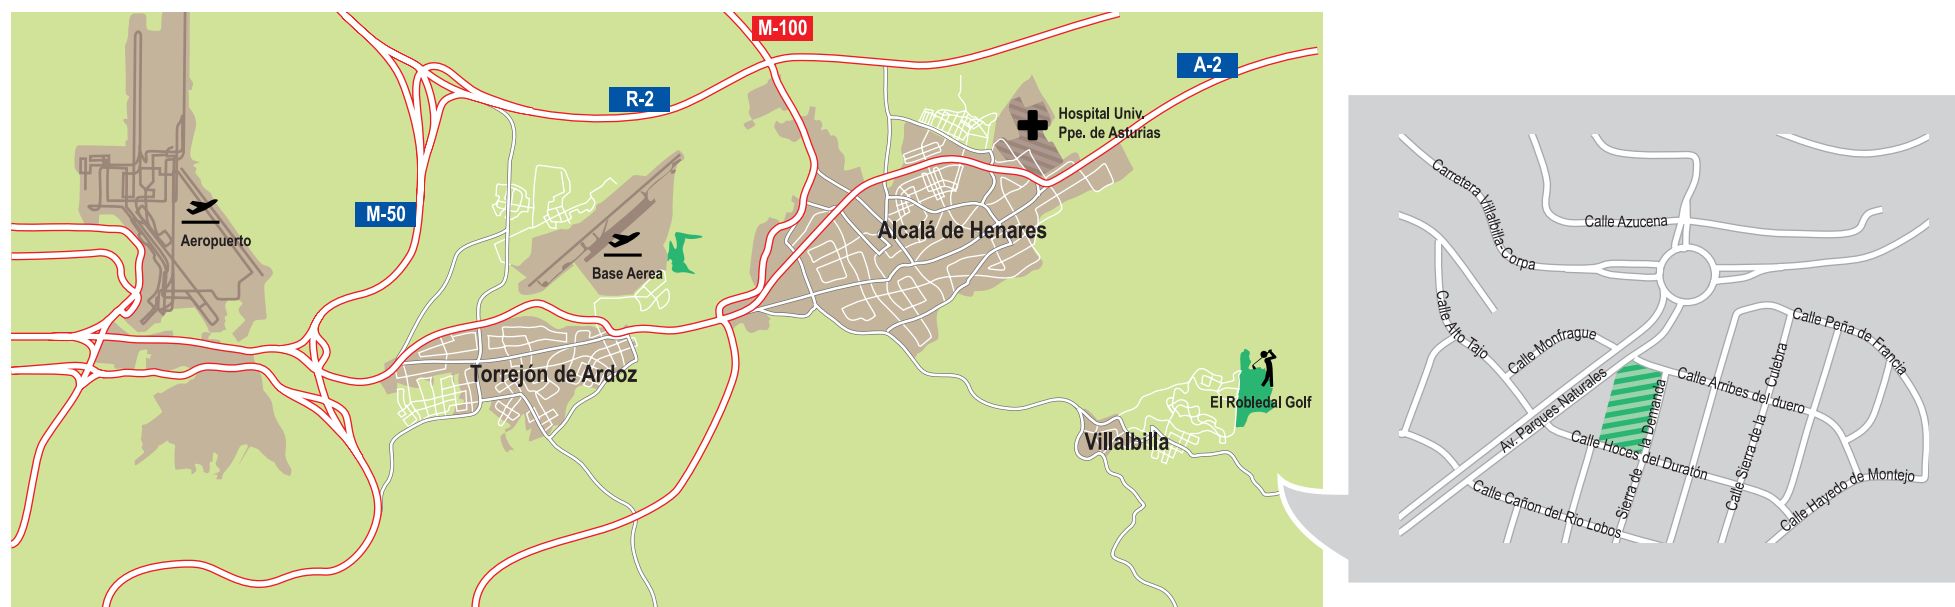 M-100
A-2
R-2
Hospital Univ.
Ppe. de Asturias
M-50
Aeropuerto
Alcalá de Henares
Base Aerea
Torrejón de Ardoz
El Robledal Golf
Villalbilla
Carretera Villalbilla-Corpa
Calle Azucena
Calle Alto Tajo
Calle Monfrague
Calle Peña de Francia
Culebra
Calle Sierra de la
Av. Parques Naturales
Calle Arribes del duero
la Demanda
Sierra de
Calle Hoces del Duratón
Calle Cañon del Rio Lobos
Calle Hayedo de Montejo